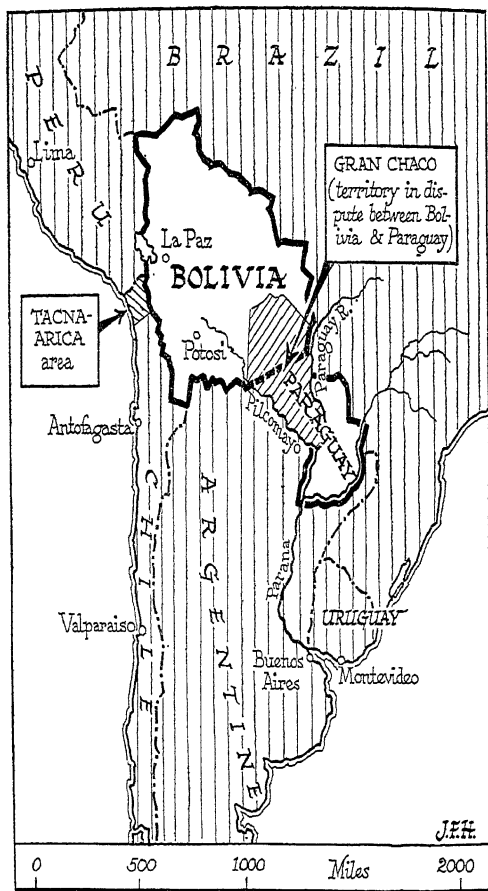 BRAZIL
PERU
Lima
GRAN CHACO
(territory in dis-
pute between Bol-
ivia & Paraguay)
La Paz
BOLIVIA
TACNA-
ARICA
area
Potosi
Paraguay R.
PARAGUAY
Pilcomayo
Antofagasta
CHILE
ARGENTINE
Parana
Valparaiso
URUGUAY
Buenos
Aires
Montevideo
J.F.H.
0 500 1000 Miles 2000